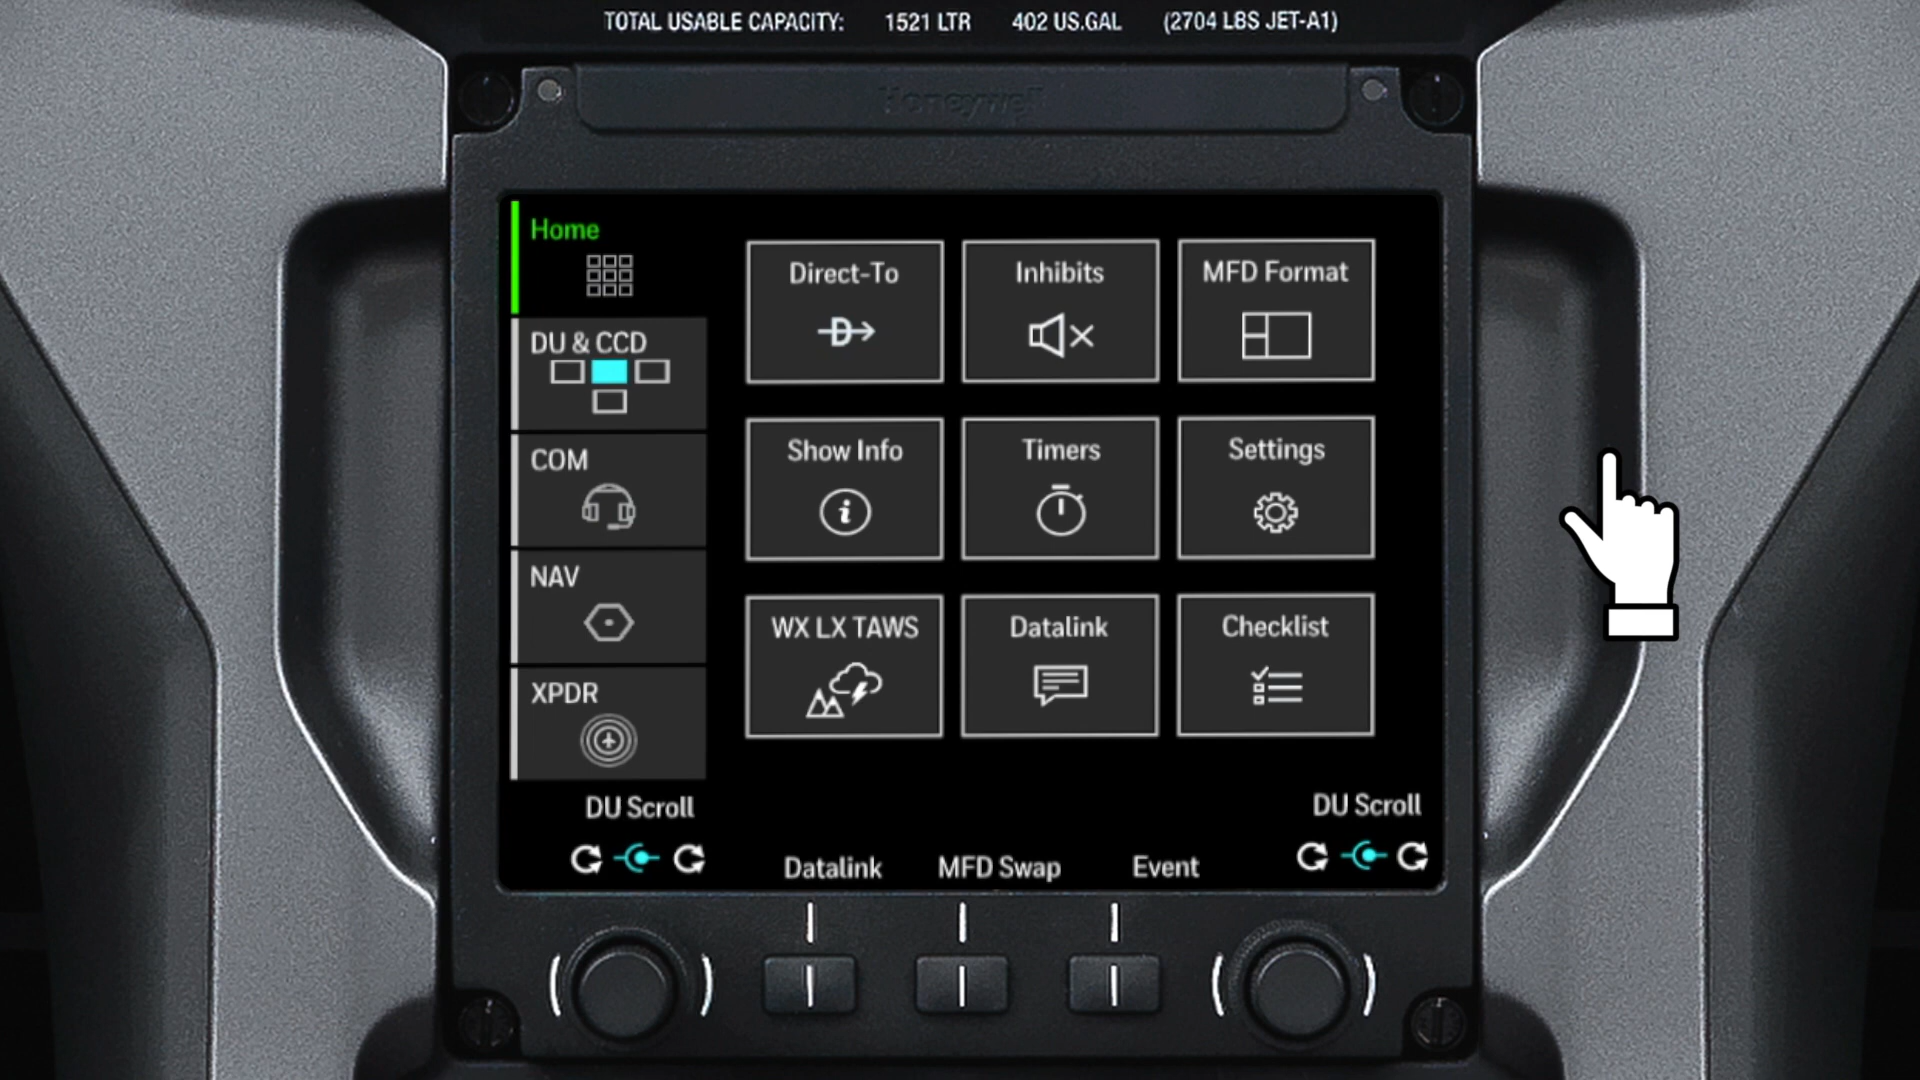 TOTAL USABLE CAPACITY: 1521 LTR 402 US.GAL (2704 LBS JET-A1)
Honeywell
Home
DU & CCD
COM
NAV
XPDR
Direct-To
Inhibits
MFD Format
Show Info
Timers
Settings
WX LX TAWS
Datalink
Checklist
DU Scroll
DU Scroll
Datalink
MFD Swap
Event